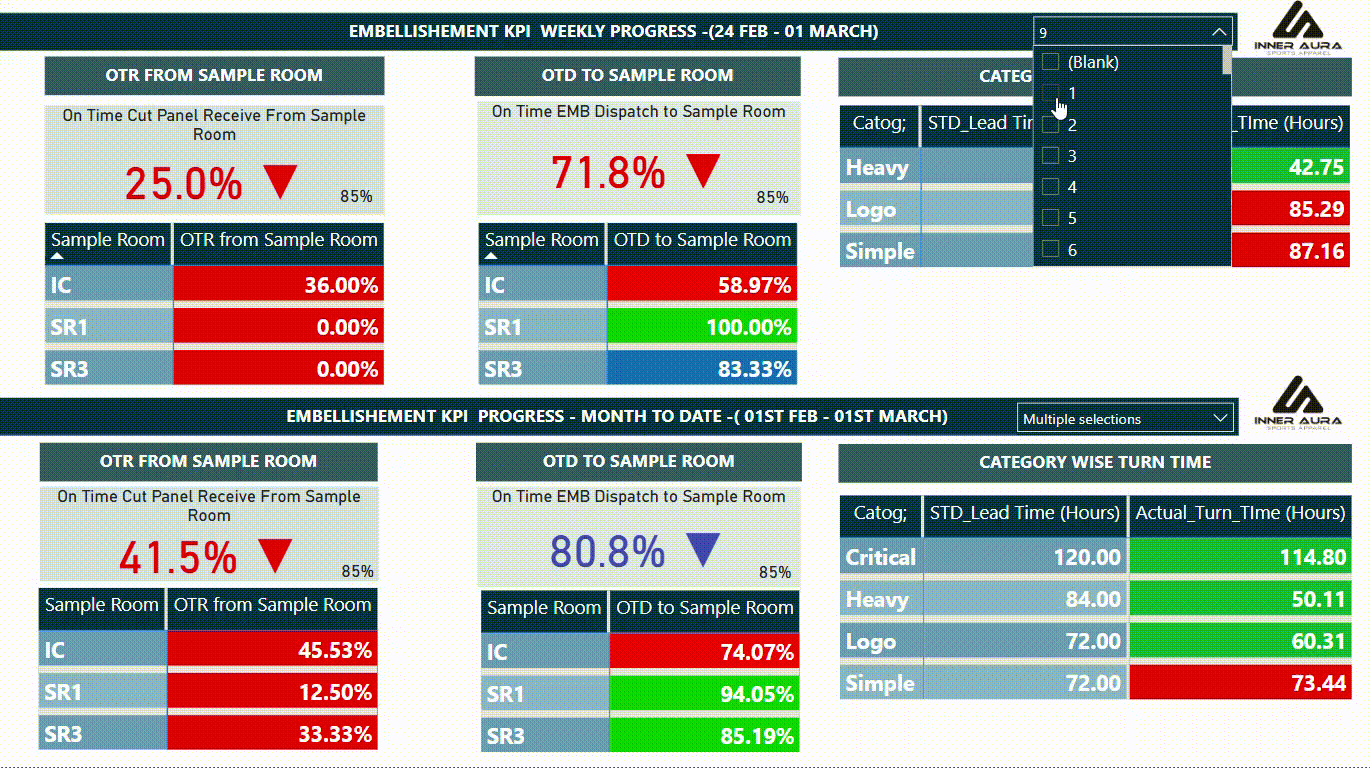 EMBELLISHEMENT KPI  WEEKLY PROGRESS -(24 FEB - 01 MARCH)
9
INNER AURA
SPORTS APPAREL
OTR FROM SAMPLE ROOM
OTD TO SAMPLE ROOM
CATEG
(Blank)
1
2
3
4
5
6
On Time Cut Panel Receive From Sample
Room
25.0%
85%
On Time EMB Dispatch to Sample Room
71.8%
85%
Catog; STD_Lead Tir _TIme (Hours)
Heavy 42.75
Logo 85.29
Simple 87.16
Sample Room OTR from Sample Room
IC 36.00%
SR1 0.00%
SR3 0.00%
Sample Room OTD to Sample Room
IC 58.97%
SR1 100.00%
SR3 83.33%
EMBELLISHEMENT KPI  PROGRESS - MONTH TO DATE -( 01ST FEB - 01ST MARCH)
Multiple selections
INNER AURA
SPORTS APPAREL
OTR FROM SAMPLE ROOM
OTD TO SAMPLE ROOM
CATEGORY WISE TURN TIME
On Time Cut Panel Receive From Sample
Room
41.5%
85%
On Time EMB Dispatch to Sample Room
80.8%
85%
Sample Room OTR from Sample Room
IC 45.53%
SR1 12.50%
SR3 33.33%
Sample Room OTD to Sample Room
IC 74.07%
SR1 94.05%
SR3 85.19%
Catog; STD_Lead Time (Hours) Actual_Turn_TIme (Hours)
Critical 120.00 114.80
Heavy 84.00 50.11
Logo 72.00 60.31
Simple 72.00 73.44